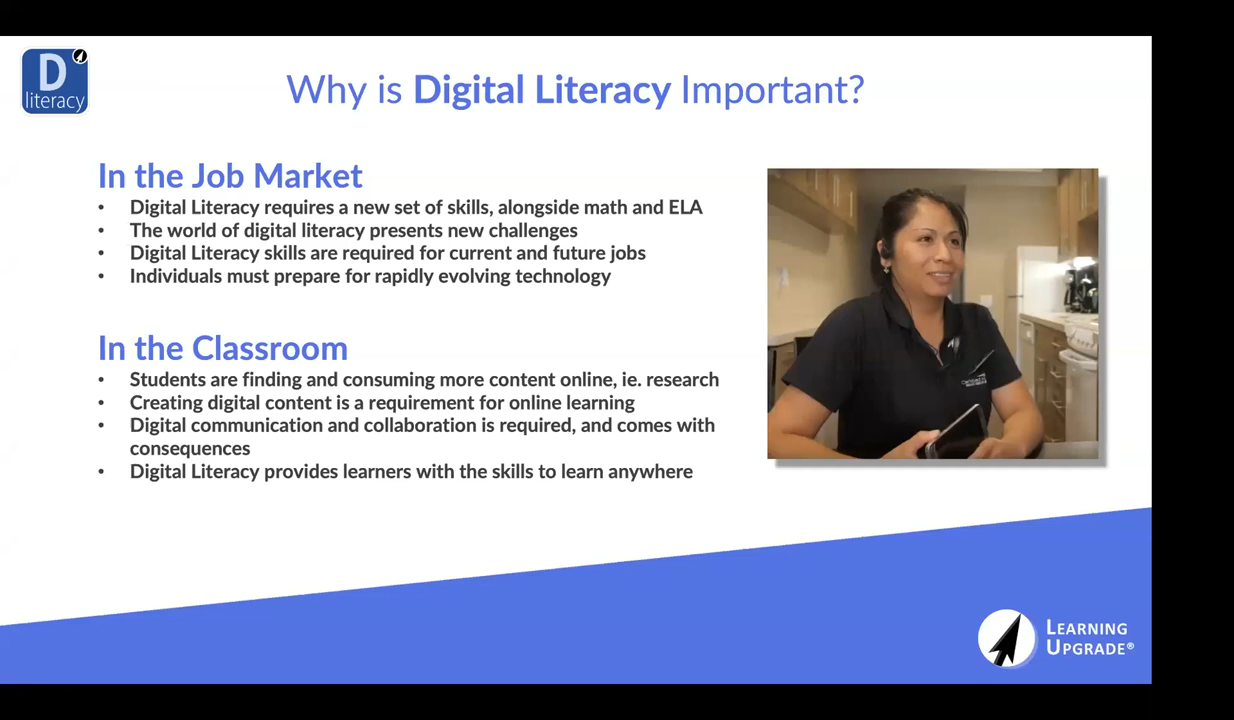 D
literacy
Why is Digital Literacy Important?
In the Job Market
• Digital Literacy requires a new set of skills, alongside math and ELA
• The world of digital literacy presents new challenges
• Digital Literacy skills are required for current and future jobs
• Individuals must prepare for rapidly evolving technology
In the Classroom
• Students are finding and consuming more content online, ie. research
• Creating digital content is a requirement for online learning
• Digital communication and collaboration is required, and comes with
consequences
• Digital Literacy provides learners with the skills to learn anywhere
LEARNING
UPGRADE®